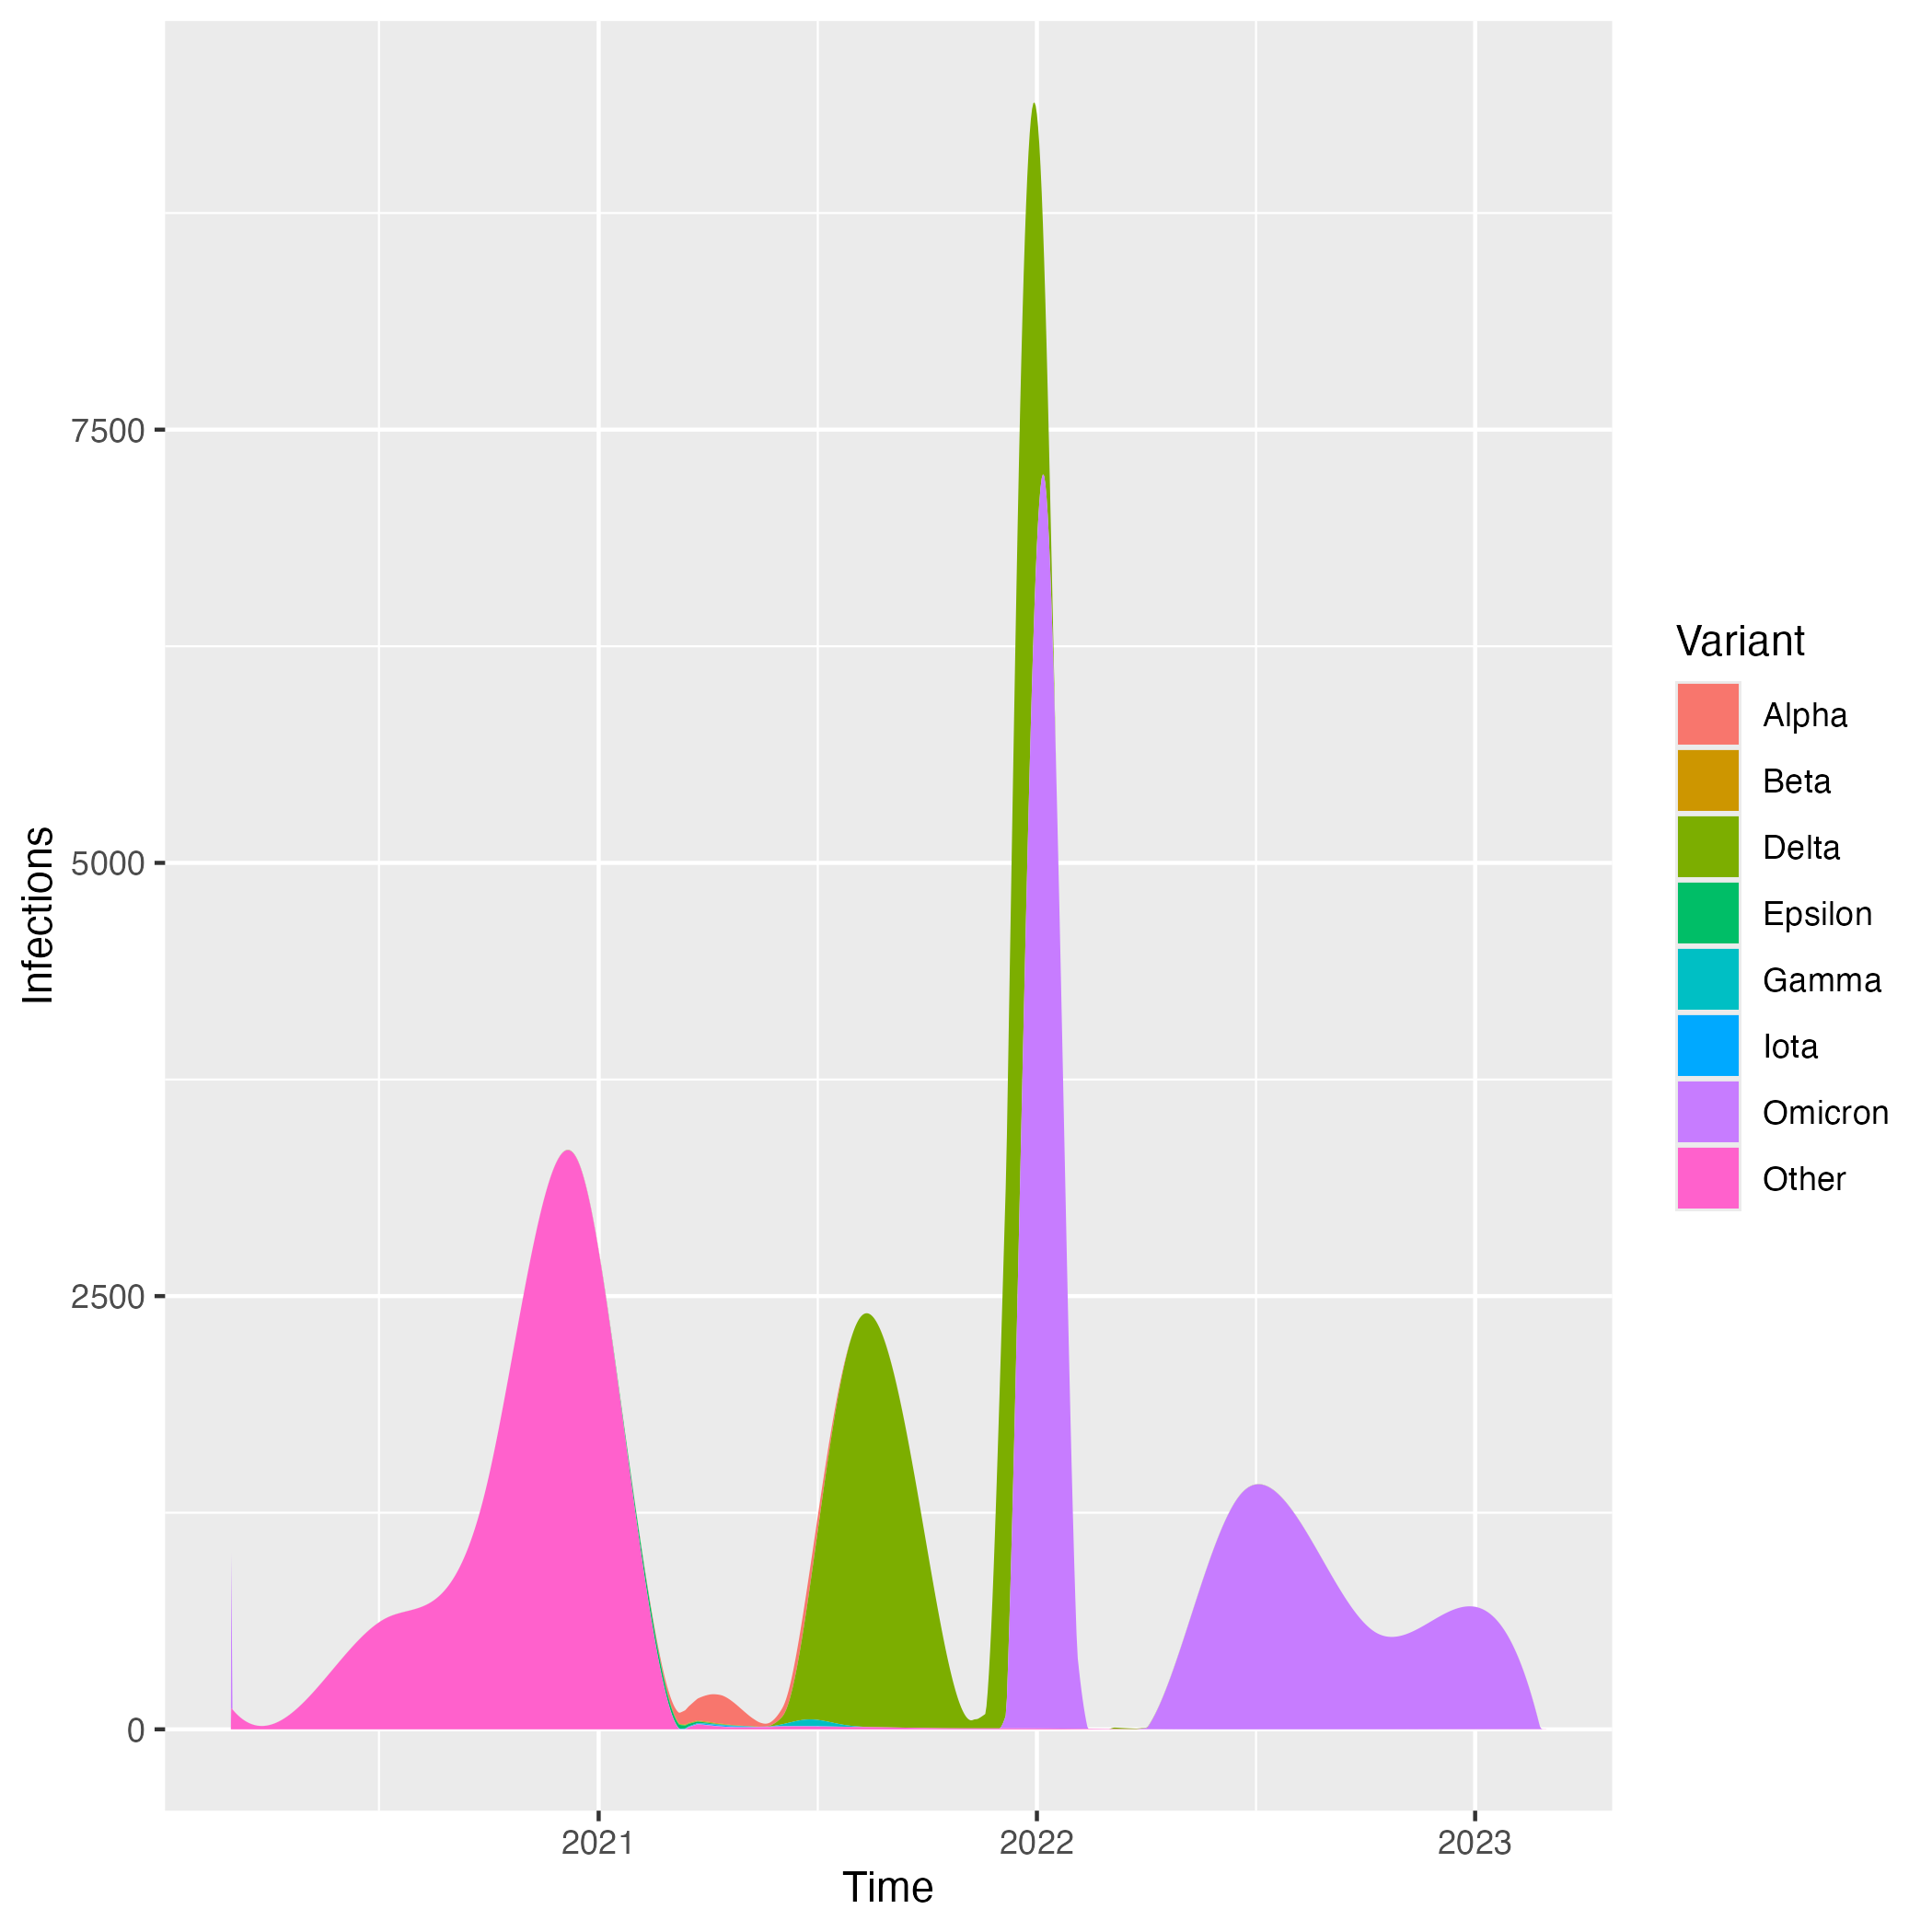 7500
5000
2500
0
Infections
2021
2022
2023
Time
Variant
Alpha
Beta
Delta
Epsilon
Gamma
Iota
Omicron
Other